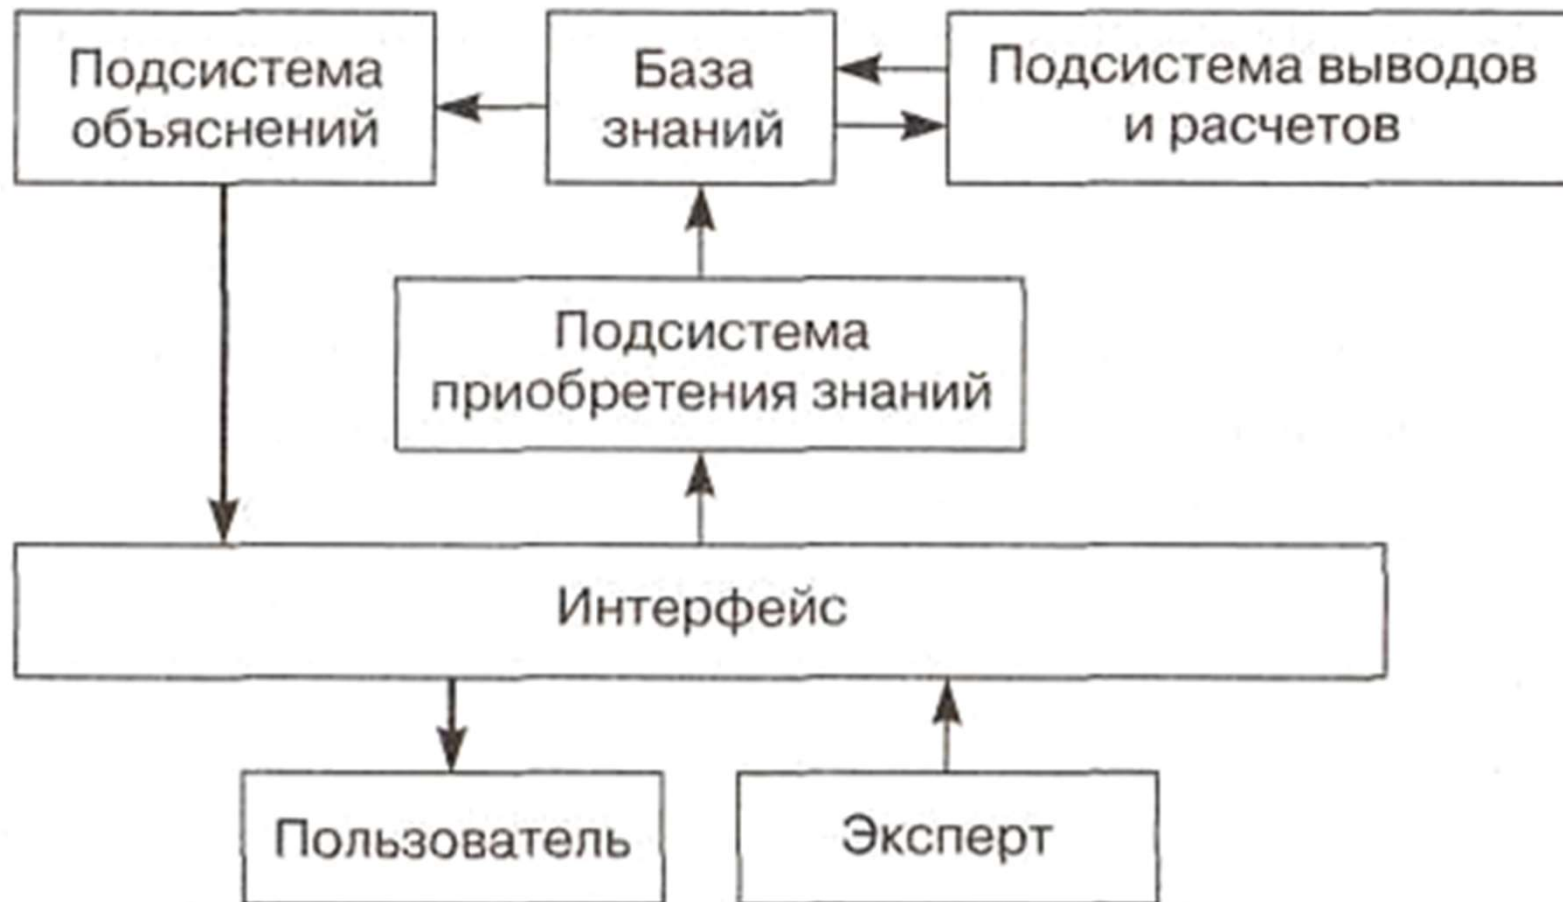 Подсистема
объяснений
База
знаний
Подсистема выводов
и расчетов
Подсистема
приобретения знаний
Интерфейс
Пользователь
Эксперт